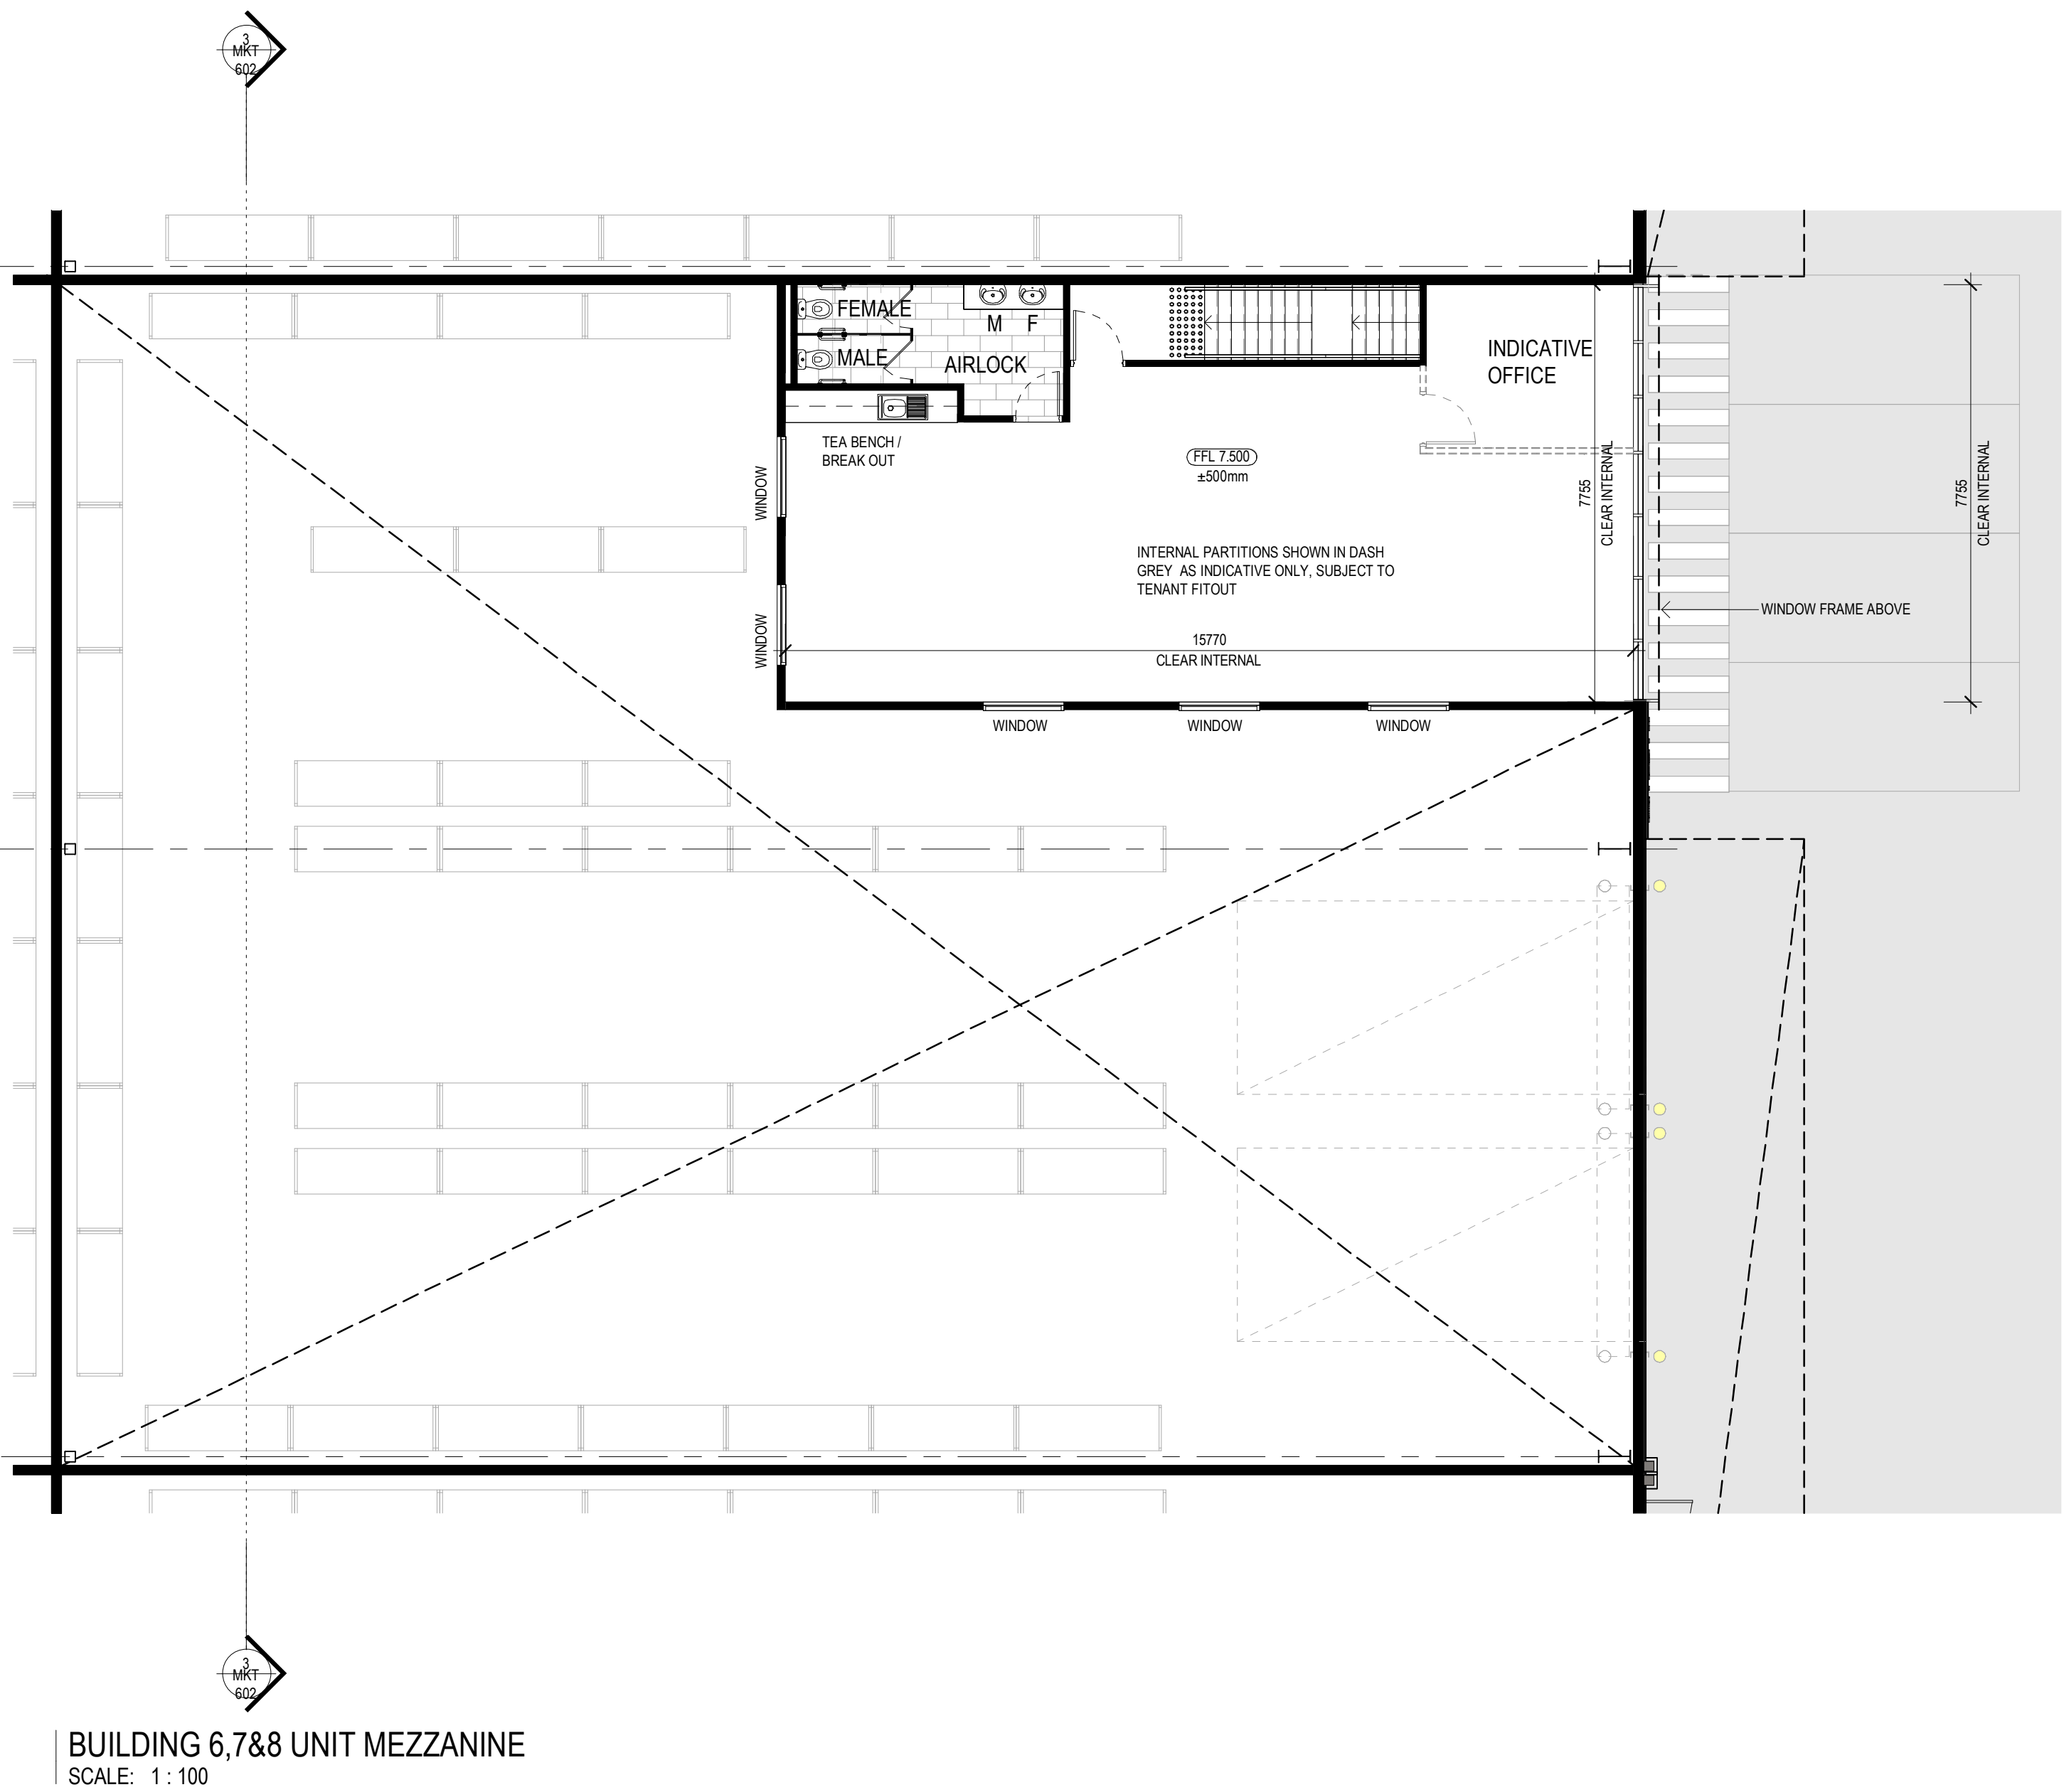 3
MKT
602
FEMALE
M F
MALE
AIRLOCK
INDICATIVE
OFFICE
TEA BENCH /
BREAK OUT
FFL 7.500
±500mm
WINDOW
7755
CLEAR INTERNAL
7755
CLEAR INTERNAL
INTERNAL PARTITIONS SHOWN IN DASH
GREY AS INDICATIVE ONLY, SUBJECT TO
TENANT FITOUT
WINDOW FRAME ABOVE
WINDOW
15770
CLEAR INTERNAL
WINDOW
WINDOW
WINDOW
3
MKT
602
BUILDING 6,7&8 UNIT MEZZANINE
SCALE: 1 : 100